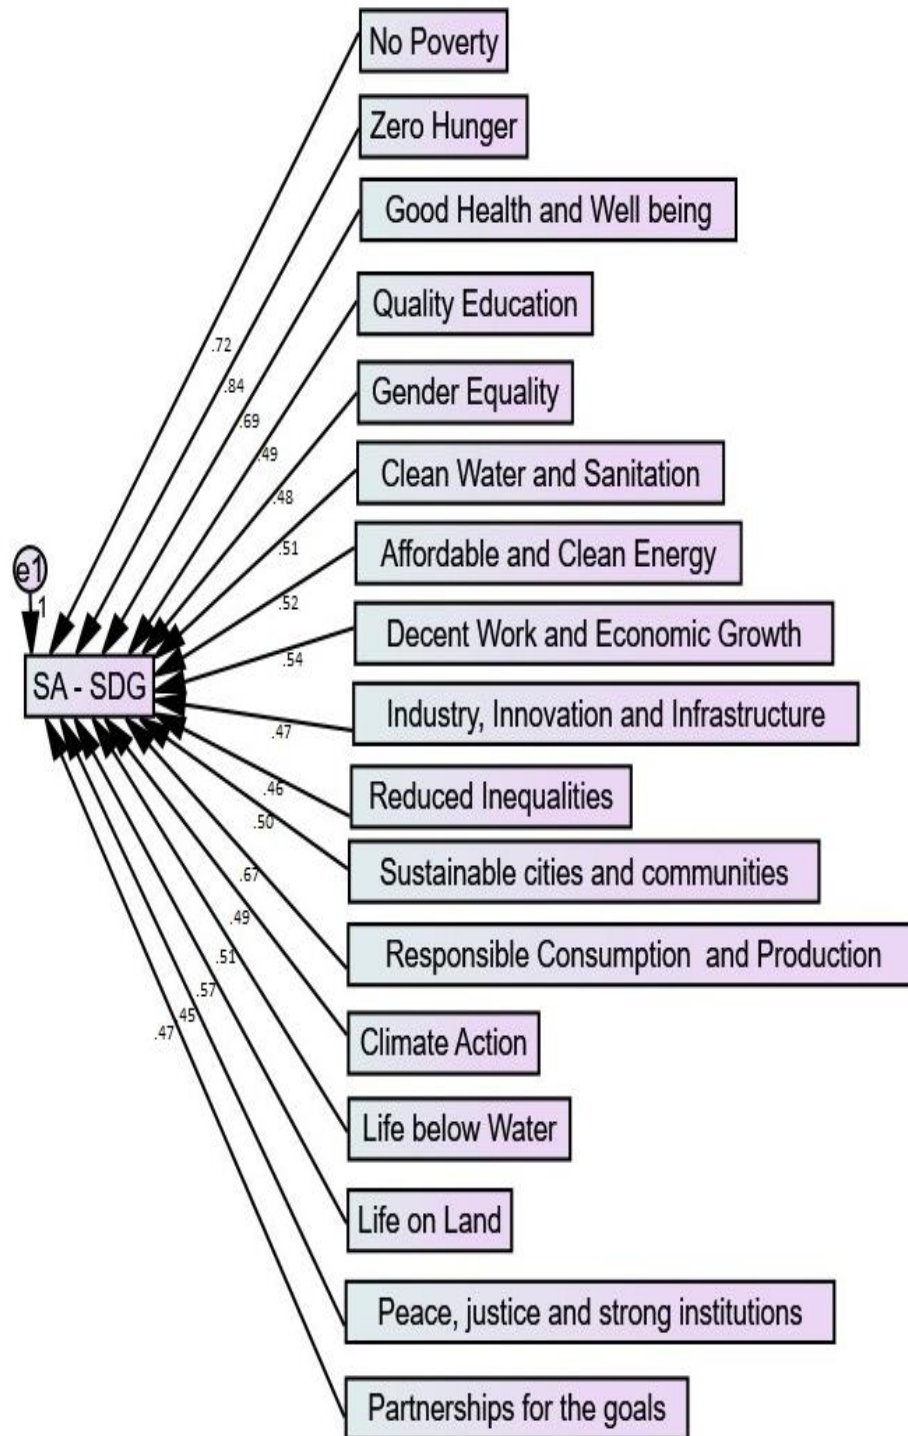 No Poverty
Zero Hunger
Good Health and Well being
Quality Education
.72
.84
Gender Equality
.69
.49
Clean Water and Sanitation
.48
.51
Affordable and Clean Energy
e1
1
.52
Decent Work and Economic Growth
.54
SA - SDG
Industry, Innovation and Infrastructure
.47
.46
Reduced Inequalities
.50
Sustainable cities and communities
.67
.49
Responsible Consumption and Production
.51
.57
45
.47
Climate Action
Life below Water
Life on Land
Peace, justice and strong institutions
Partnerships for the goals